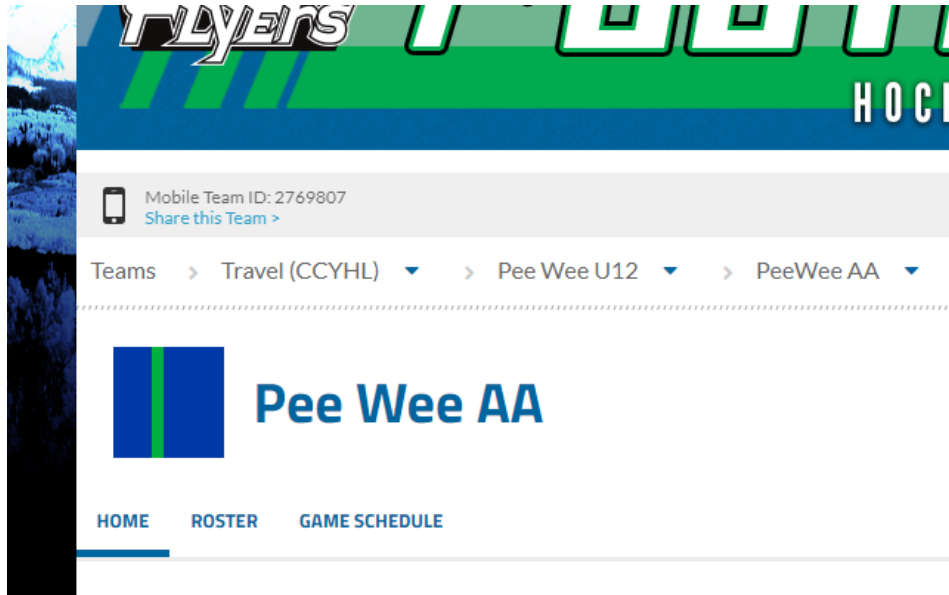 FLYERS
HOC
Mobile Team ID: 2769807
Share this Team >
Teams > Travel (CCYHL) > Pee Wee U12 > PeeWee AA
Pee Wee AA
HOME ROSTER GAME SCHEDULE